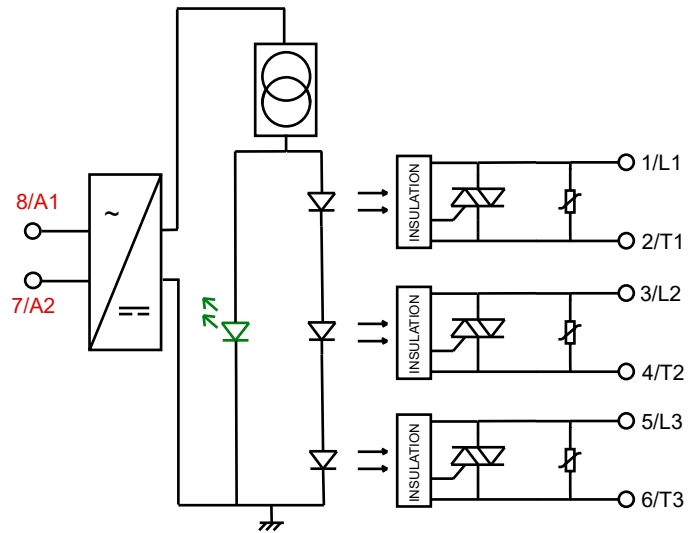 8/A1
7/A2
~
INSULATION
1/L1
2/T1
INSULATION
3/L2
4/T2
INSULATION
5/L3
6/T3